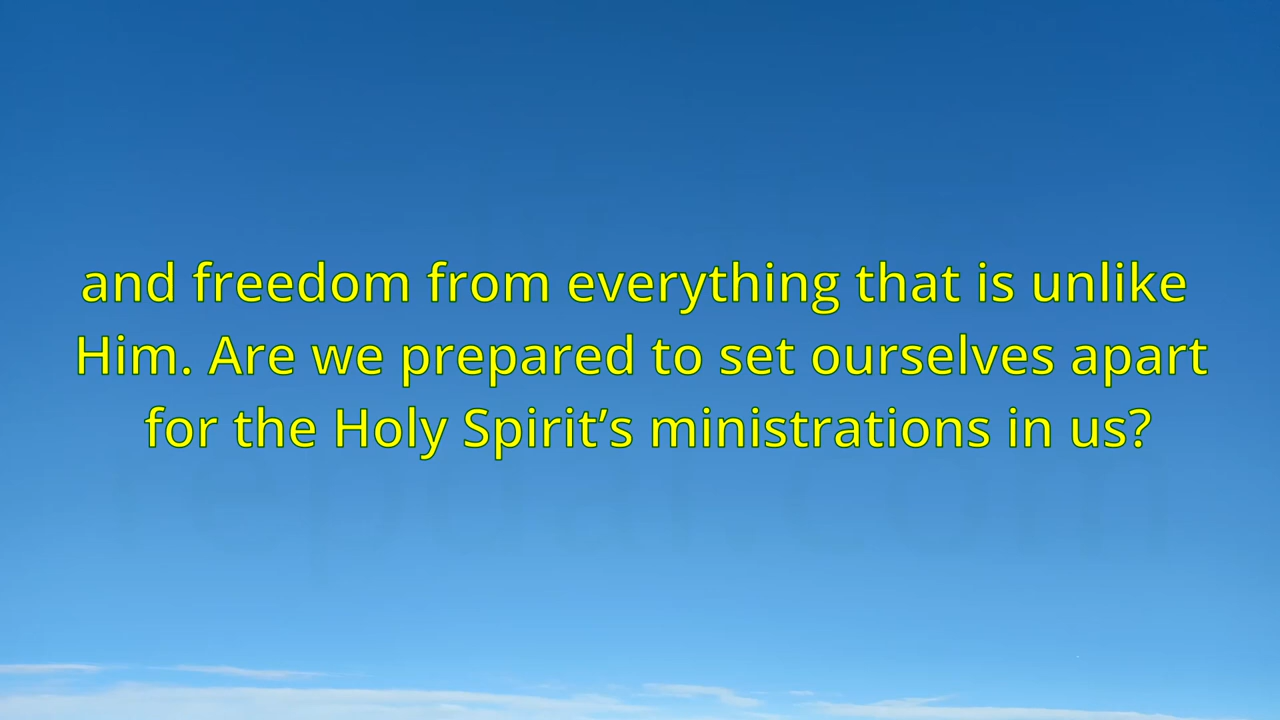 and freedom from everything that is unlike
Him. Are we prepared to set ourselves apart
for the Holy Spirit’s ministrations in us?